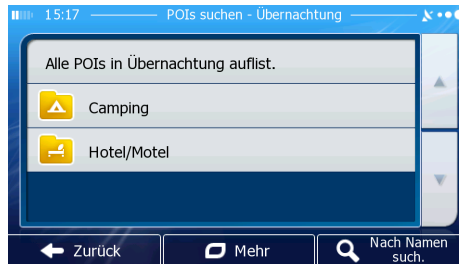 15:17 POIs suchen - Übernachtung
Alle POIs in Übernachtung auflist.
Camping
Hotel/Motel
Zurück
Mehr
Nach Namen
such.